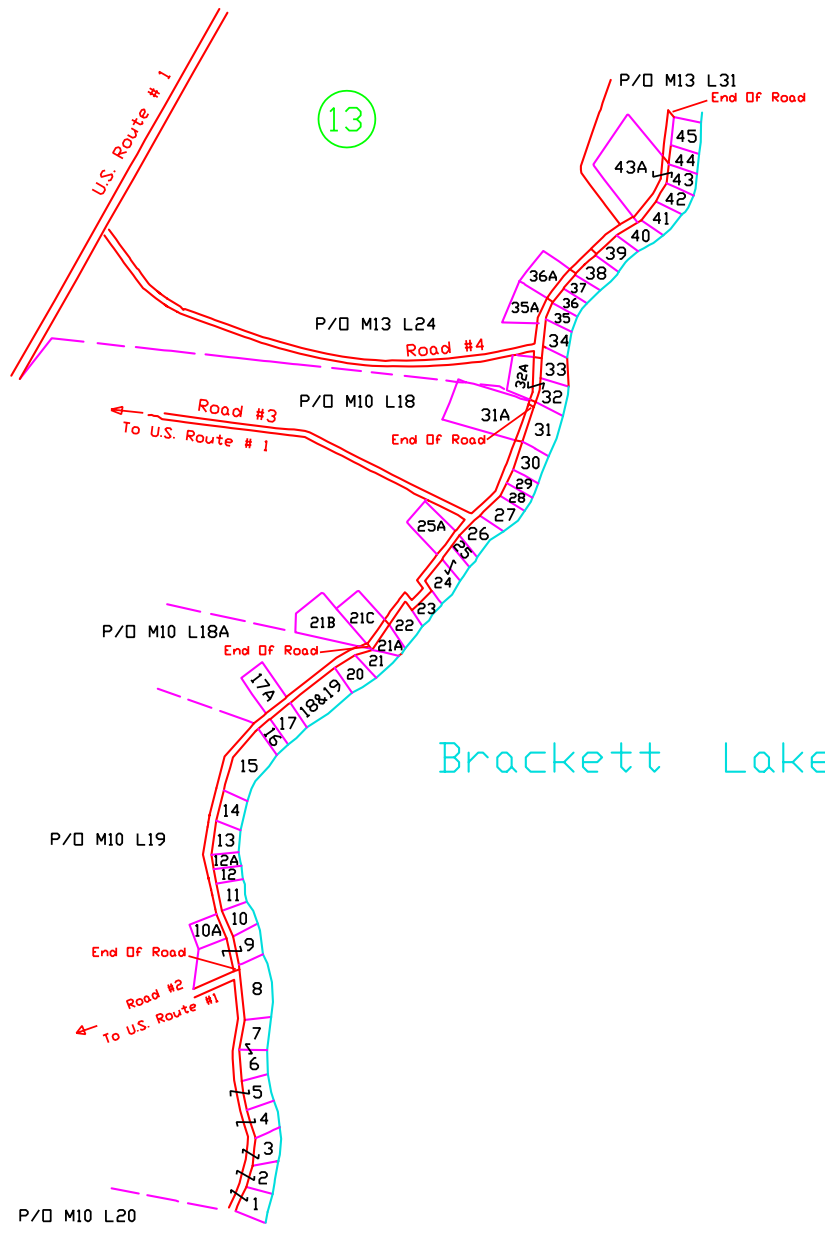 P/O M13 L31
End Of Road
13
U.S. Route # 1
45
44
43A
43
42
41
40
39
38
36A
37
36
35A
35
P/O M13 L24
34
Road #4
33
32A
32
P/O M10 L18
Road #3
31A
31
To U.S. Route # 1
End Of Road
30
29
28
27
25A
26
25
24
23
21C
21B
22
P/O M10 L18A
21A
End Of Road
21
20
17A
18&19
17
16
Brackett Lake
15
14
P/O M10 L19
13
12A
12
11
10
10A
9
End Of Road
8
Road #2
To U.S. Route #1
7
6
5
4
3
2
1
P/O M10 L20